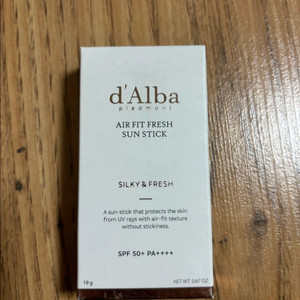 d'Alba
piedmont
AIR FIT FRESH
SUN STICK
SILKY & FRESH
A sun-stick that protects the skin
from UV rays with air-fit texture
without stickiness.
SPF 50+ PA++++
19 g
NET WT. 0.67 OZ